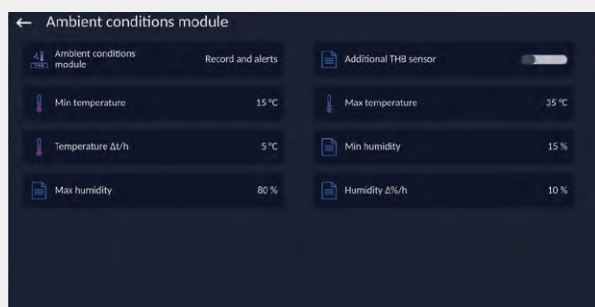 ← Ambient conditions module
Ambient conditions
module
Record and alerts
Additional THB sensor
Min temperature
15 °C
Max temperature
35 °C
Temperature Δt/h
5 °C
Min humidity
15 %
Max humidity
80 %
Humidity Δ%/h
10 %